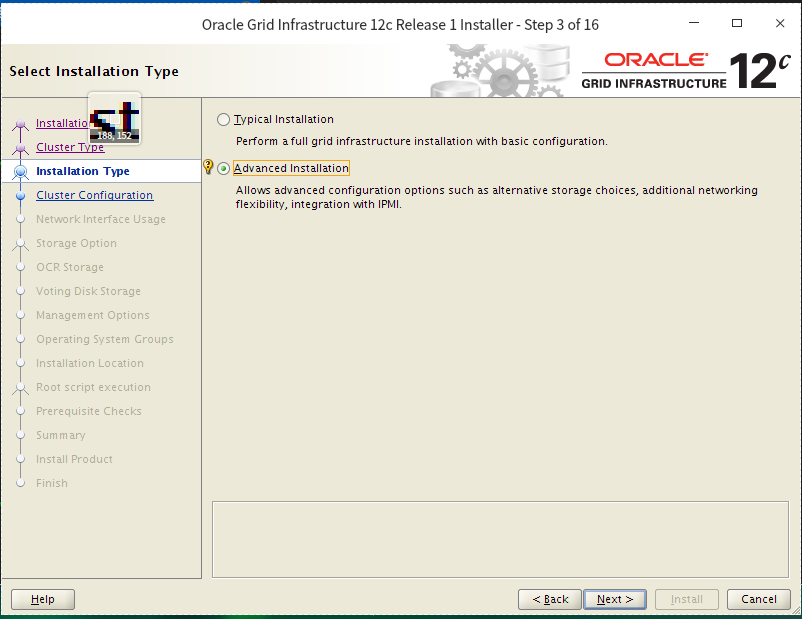 Oracle Grid Infrastructure 12c Release 1 Installer - Step 3 of 16
Select Installation Type
ORACLE
GRID INFRASTRUCTURE
12c
st
188, 152
Cluster Type
Installation Type
Cluster Configuration
Network Interface Usage
Storage Option
OCR Storage
Voting Disk Storage
Management Options
Operating System Groups
Installation Location
Root script execution
Prerequisite Checks
Summary
Install Product
Finish
Typical Installation
Perform a full grid infrastructure installation with basic configuration.
Advanced Installation
Allows advanced configuration options such as alternative storage choices, additional networking
flexibility, integration with IPMI.
Help
< Back
Next >
Install
Cancel